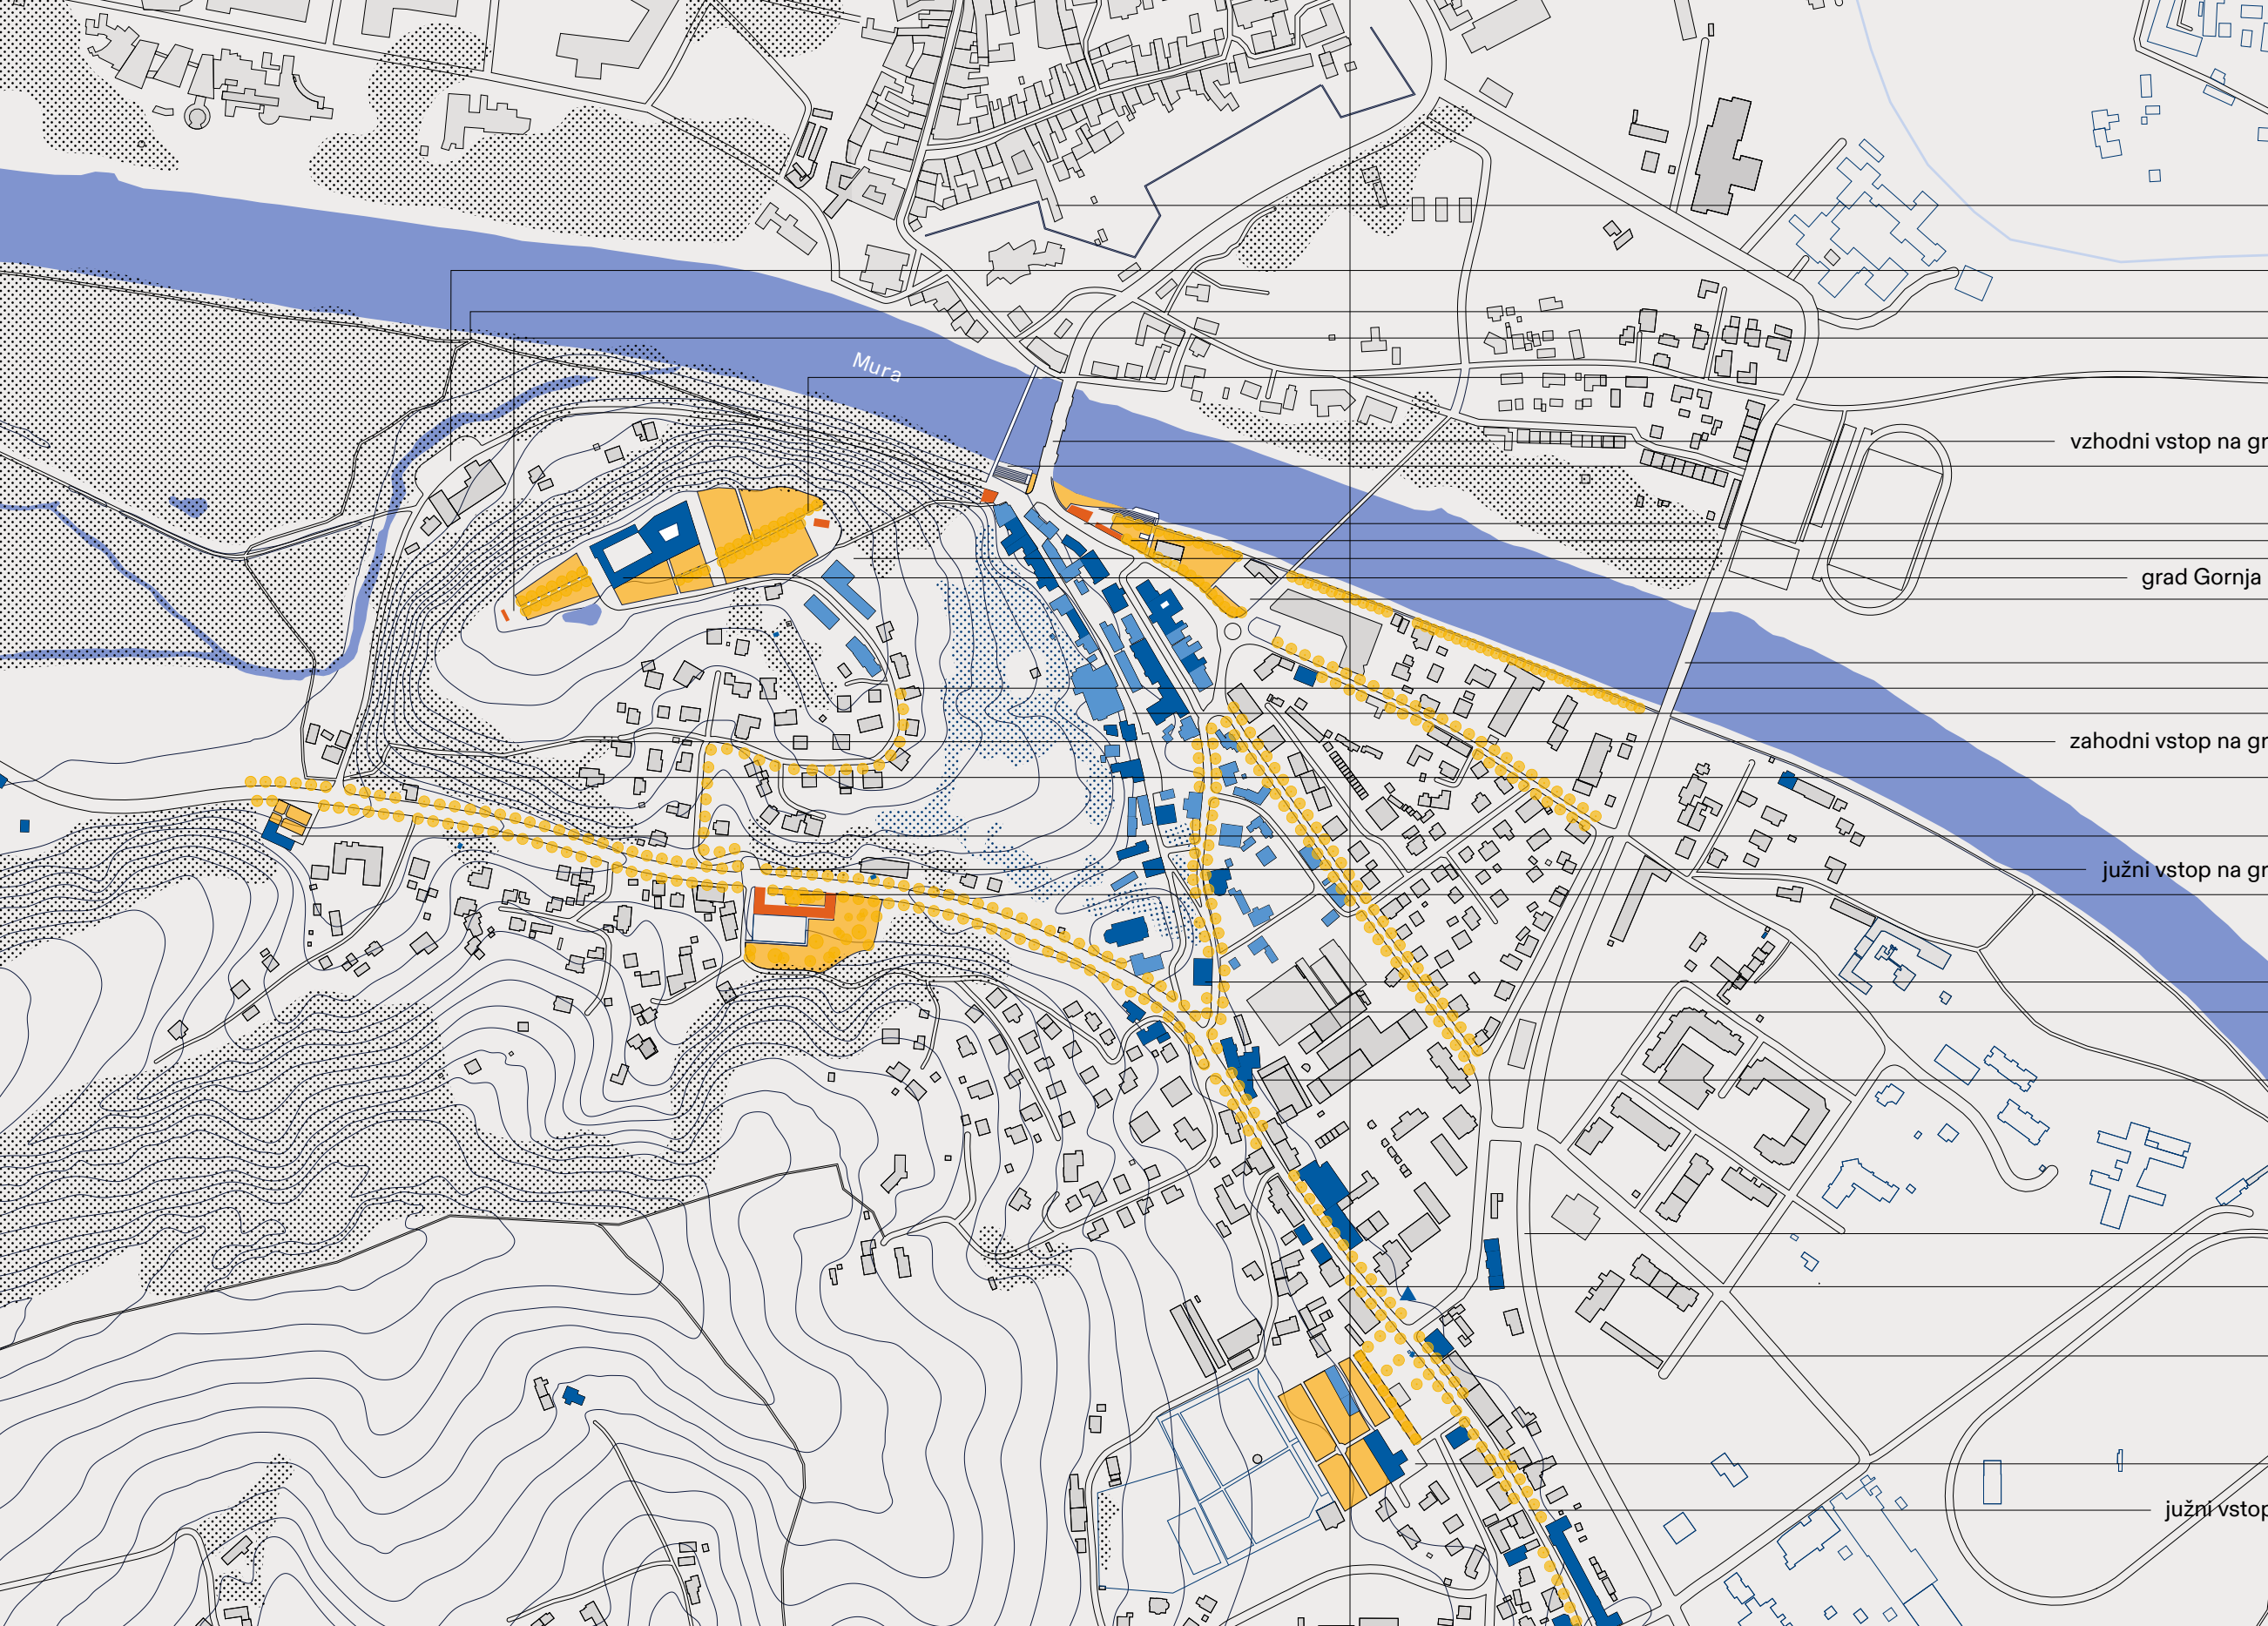 Mura
vzhodni vstop na gr
grad Gornja
zahodni vstop na gr
južni vstop na gr
južni vstop